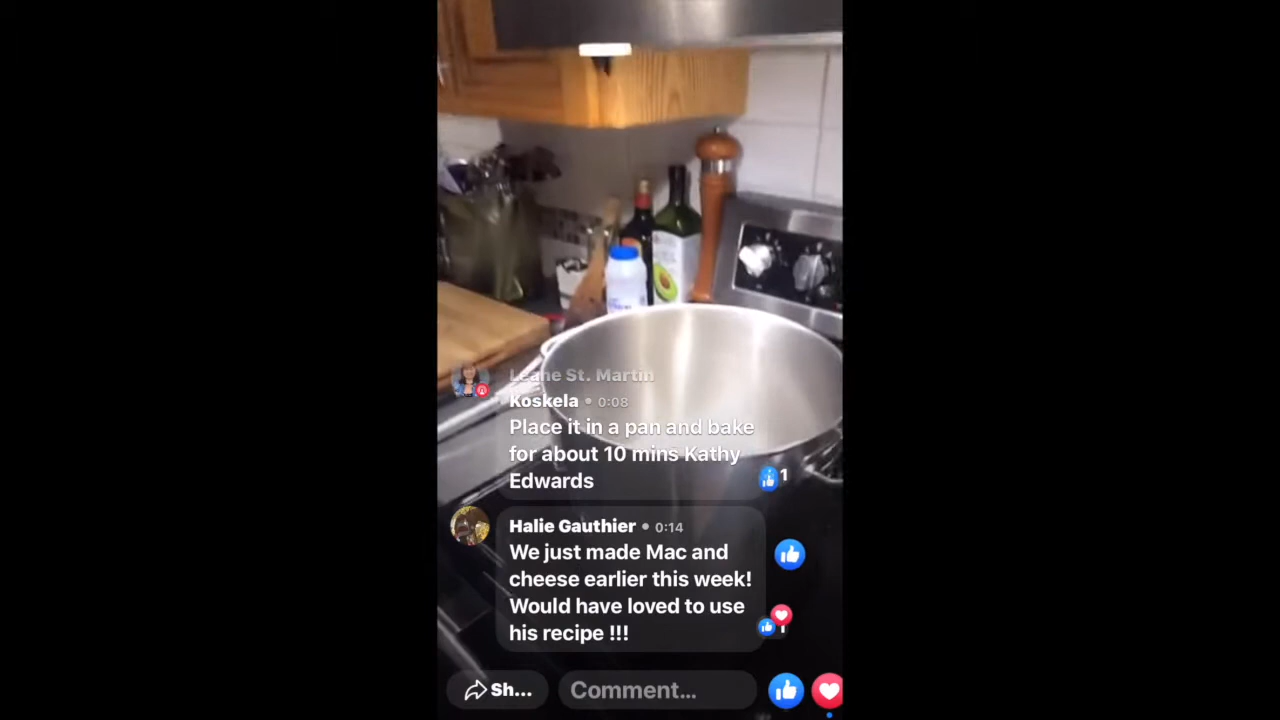 Leane St. Martin
Koskela • 0:08
Place it in a pan and bake
for about 10 mins Kathy
Edwards
1
Halie Gauthier • 0:14
We just made Mac and
cheese earlier this week!
Would have loved to use
his recipe !!!
1
Sh...
Comment...